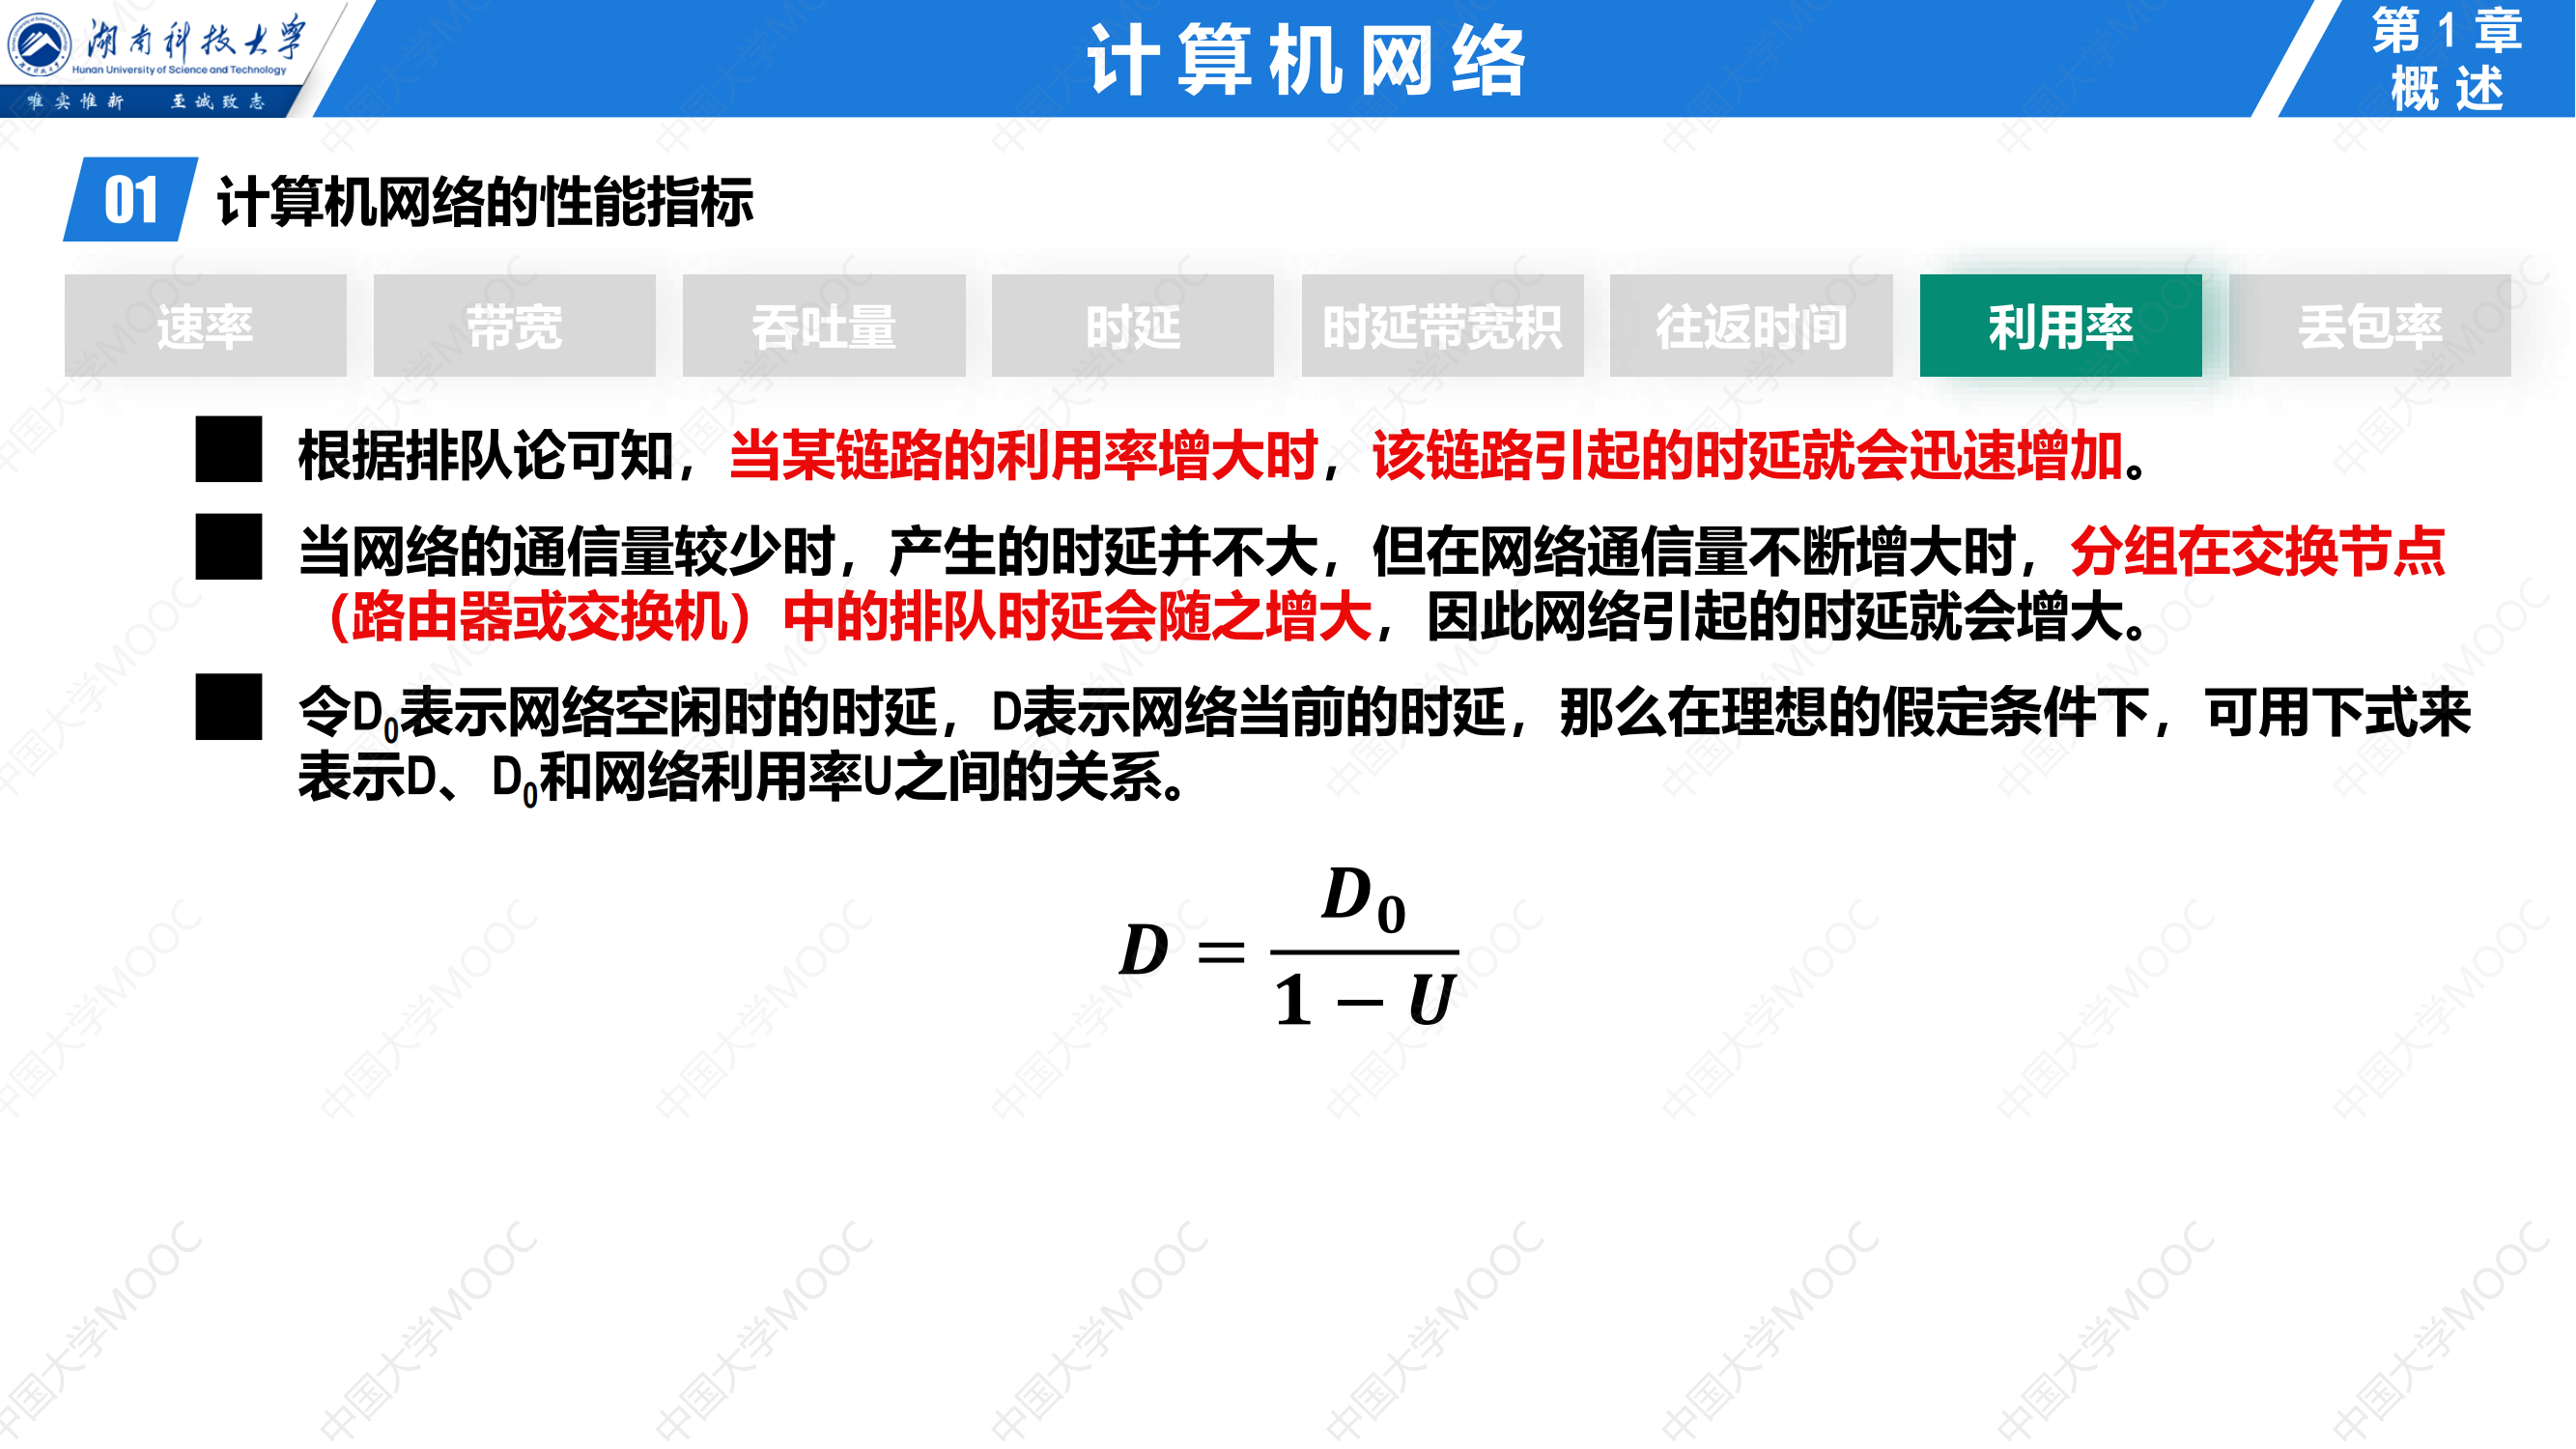 湖南科技大学
Hunan University of Science and Technology
唯实惟新 至诚致志
计算机网络
第1章
概述
01 计算机网络的性能指标
速率 带宽 吞吐量 时延 时延带宽积 往返时间 利用率 丢包率
根据排队论可知，当某链路的利用率增大时，该链路引起的时延就会迅速增加。
当网络的通信量较少时，产生的时延并不大，但在网络通信量不断增大时，分组在交换节点
（路由器或交换机）中的排队时延会随之增大，因此网络引起的时延就会增大。
令D₀表示网络空闲时的时延，D表示网络当前的时延，那么在理想的假定条件下，可用下式来
表示D、D₀和网络利用率U之间的关系。
D = D₀ / (1 − U)
中国大学MOOC